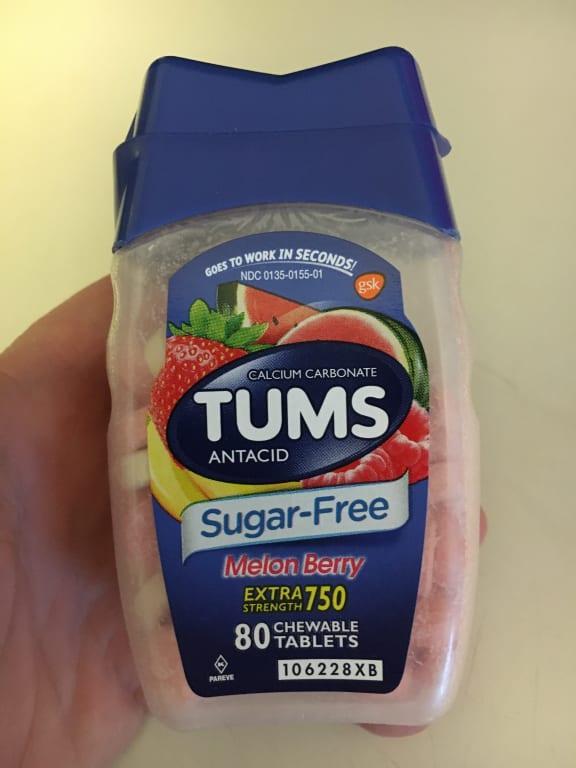 GOES TO WORK IN SECONDS!
NDC 0135-0155-01
gsk
CALCIUM CARBONATE
TUMS
ANTACID
Sugar-Free
Melon Berry
EXTRA STRENGTH 750
80 CHEWABLE TABLETS
K
PAREVE
106228XB